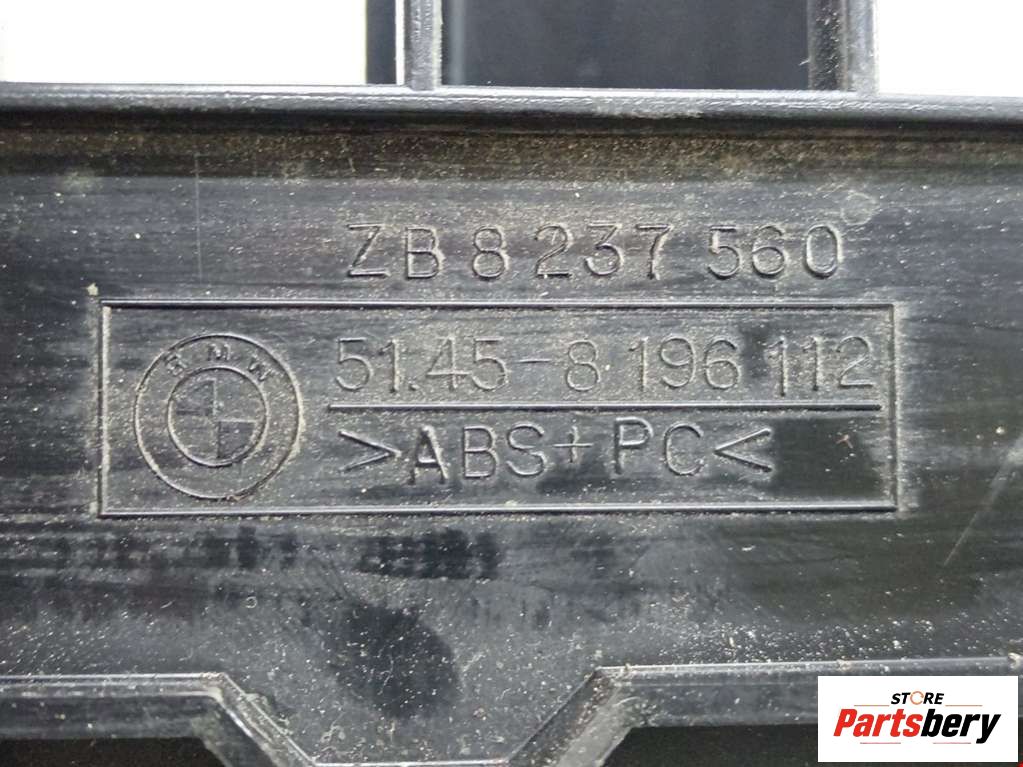 ZB 8 237 560
BMW
51.45-8 196 112
>ABS+PC<
STORE
Partsbery